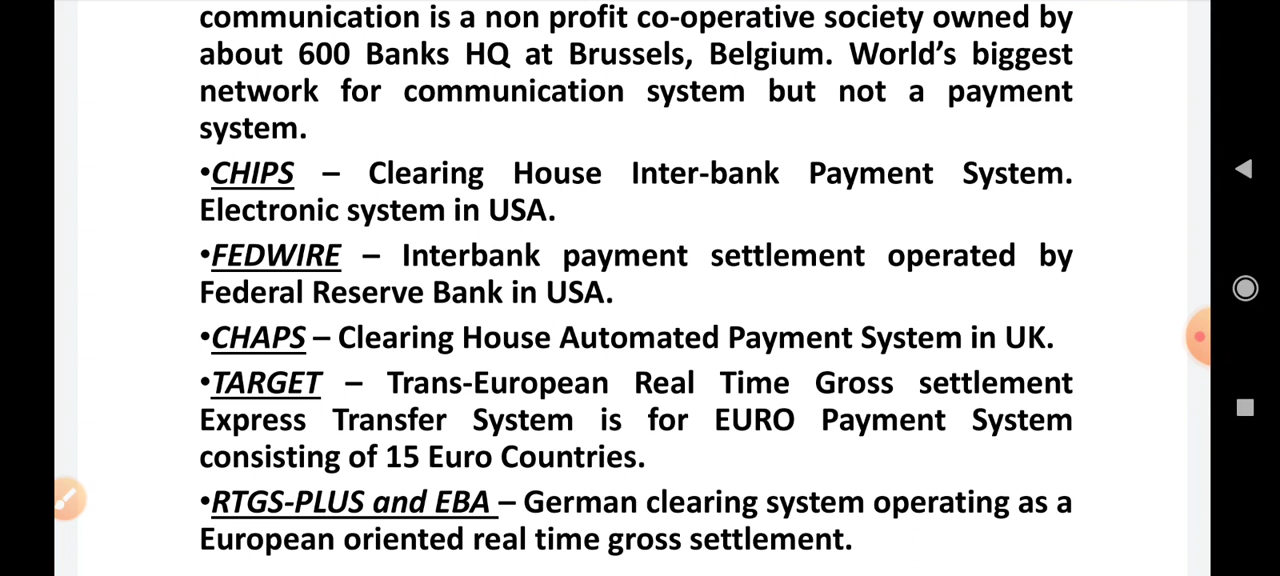 communication is a non profit co-operative society owned by
about 600 Banks HQ at Brussels, Belgium. World’s biggest
network for communication system but not a payment
system.
•CHIPS – Clearing House Inter-bank Payment System.
Electronic system in USA.
•FEDWIRE – Interbank payment settlement operated by
Federal Reserve Bank in USA.
•CHAPS – Clearing House Automated Payment System in UK.
•TARGET – Trans-European Real Time Gross settlement
Express Transfer System is for EURO Payment System
consisting of 15 Euro Countries.
•RTGS-PLUS and EBA – German clearing system operating as a
European oriented real time gross settlement.